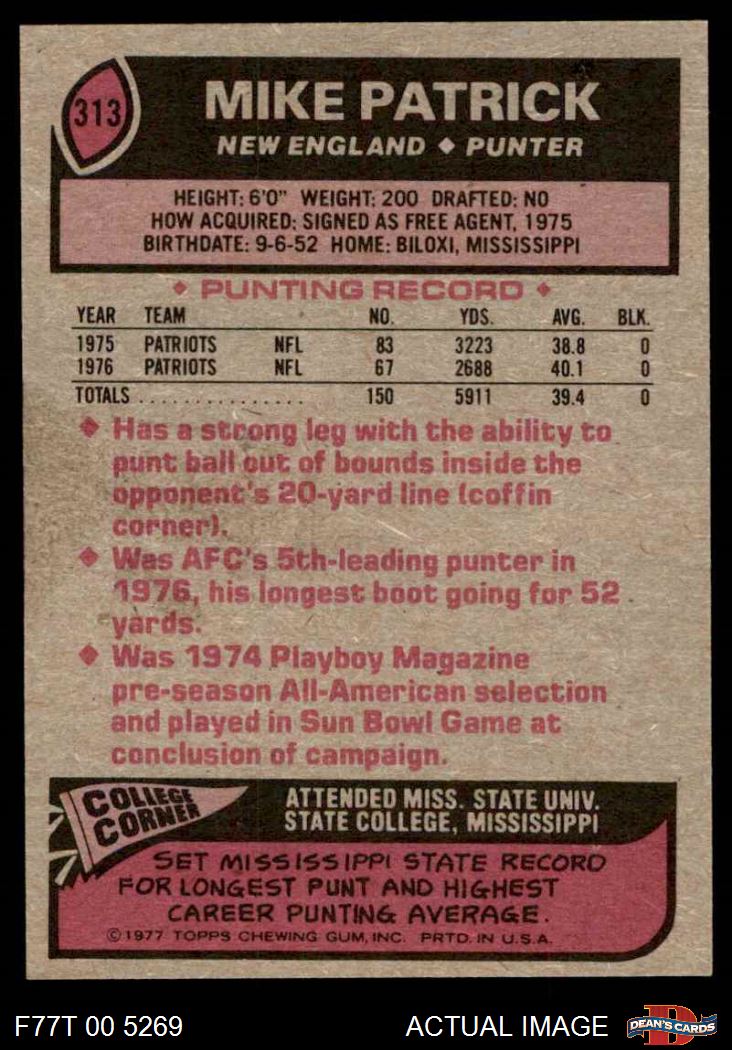 313
MIKE PATRICK
NEW ENGLAND ◆ PUNTER
HEIGHT: 6'0" WEIGHT: 200 DRAFTED: NO
HOW ACQUIRED: SIGNED AS FREE AGENT, 1975
BIRTHDATE: 9-6-52 HOME: BILOXI, MISSISSIPPI
◆ PUNTING RECORD ◆
YEAR TEAM NO. YDS. AVG. BLK.
1975 PATRIOTS NFL 83 3223 38.8 0
1976 PATRIOTS NFL 67 2688 40.1 0
TOTALS . . . . . . . . . . . . . . . 150 5911 39.4 0
◆ Has a strong leg with the ability to
punt ball out of bounds inside the
opponent's 20-yard line (coffin
corner).
◆ Was AFC's 5th-leading punter in
1976, his longest boot going for 52
yards.
◆ Was 1974 Playboy Magazine
pre-season All-American selection
and played in Sun Bowl Game at
conclusion of campaign.
COLLEGE
CORNER
ATTENDED MISS. STATE UNIV.
STATE COLLEGE, MISSISSIPPI
SET MISSISSIPPI STATE RECORD
FOR LONGEST PUNT AND HIGHEST
CAREER PUNTING AVERAGE.
© 1977 TOPPS CHEWING GUM, INC. PRTD. IN U.S.A.
F77T 00 5269
ACTUAL IMAGE
D
DEAN'S CARDS